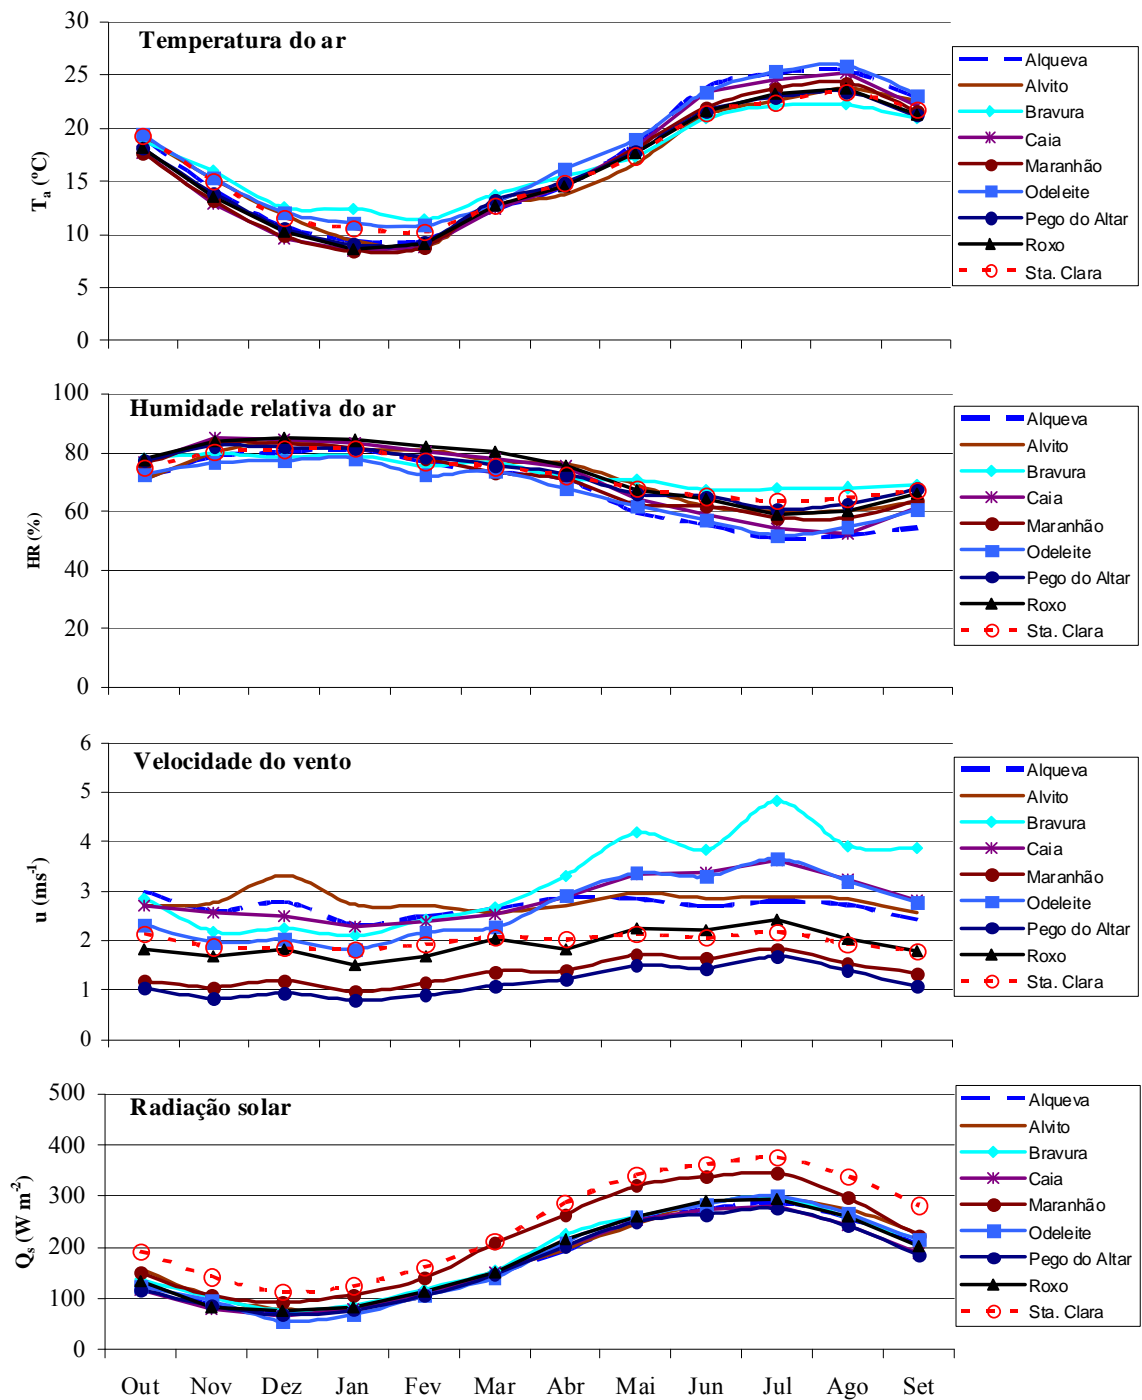 Temperatura do ar
30
25
20
15
10
5
0
Tₐ (ºC)
Alqueva
Alvito
Bravura
Caia
Maranhão
Odeleite
Pego do Altar
Roxo
Sta. Clara
Humidade relativa do ar
100
80
60
40
20
0
HR (%)
Alqueva
Alvito
Bravura
Caia
Maranhão
Odeleite
Pego do Altar
Roxo
Sta. Clara
Velocidade do vento
6
5
4
3
2
1
0
u (ms⁻¹)
Alqueva
Alvito
Bravura
Caia
Maranhão
Odeleite
Pego do Altar
Roxo
Sta. Clara
Radiação solar
500
400
300
200
100
0
Qₛ (W m⁻²)
Alqueva
Alvito
Bravura
Caia
Maranhão
Odeleite
Pego do Altar
Roxo
Sta. Clara
Out Nov Dez Jan Fev Mar Abr Mai Jun Jul Ago Set